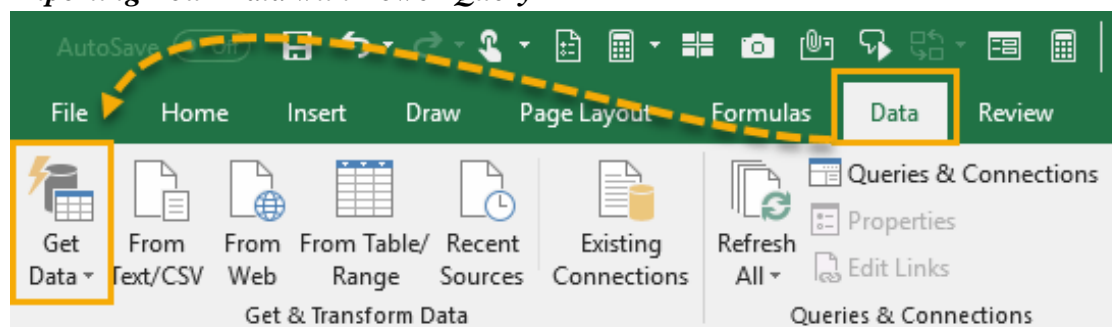 AutoSave Off
File Home Insert Draw Page Layout Formulas Data Review
Queries & Connections
Properties
Edit Links
Get From From From Table/ Recent Existing Refresh
Data Text/CSV Web Range Sources Connections All
Get & Transform Data Queries & Connections